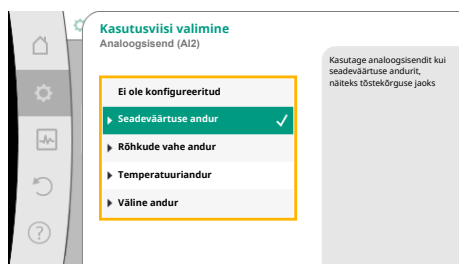 Kasutusviisi valimine
Analoogsisend (AI2)
Ei ole konfigureeritud
Seadeväärtuse andur
Rõhkude vahe andur
Temperatuuriandur
Väline andur
Kasutage analoogsisendit kui
seadeväärtuse andurit,
näiteks tõstekõrguse jaoks